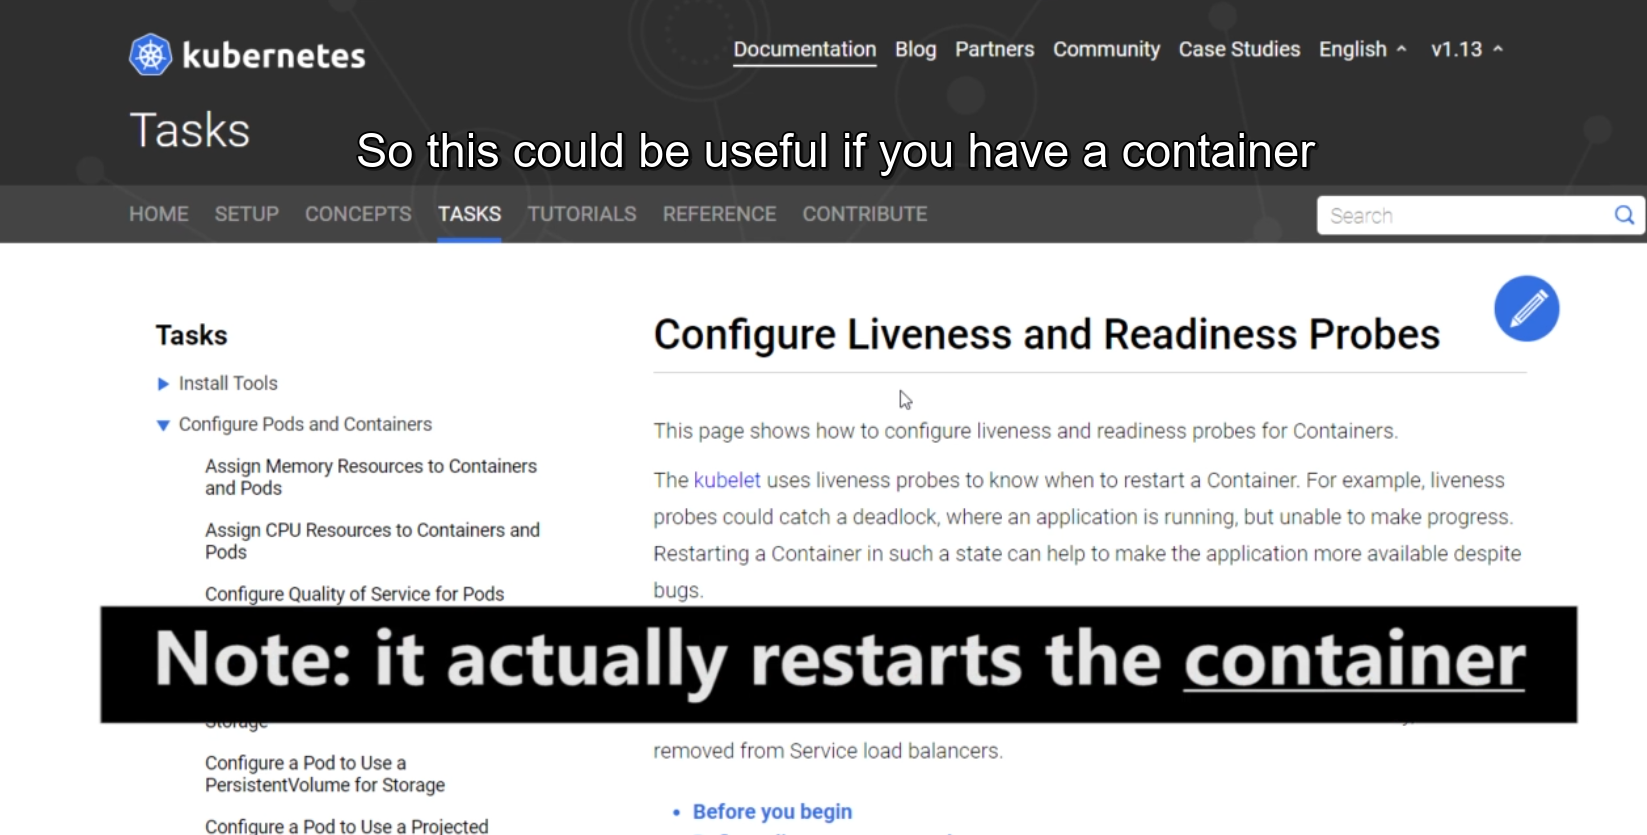 kubernetes
Documentation Blog Partners Community Case Studies English v1.13
Tasks
So this could be useful if you have a container
HOME SETUP CONCEPTS TASKS TUTORIALS REFERENCE CONTRIBUTE
Search
Tasks
Install Tools
Configure Pods and Containers
Assign Memory Resources to Containers
and Pods
Assign CPU Resources to Containers and
Pods
Configure Quality of Service for Pods
Configure Liveness and Readiness Probes
This page shows how to configure liveness and readiness probes for Containers.
The kubelet uses liveness probes to know when to restart a Container. For example, liveness
probes could catch a deadlock, where an application is running, but unable to make progress.
Restarting a Container in such a state can help to make the application more available despite
bugs.
Note: it actually restarts the container
Storage
Configure a Pod to Use a
PersistentVolume for Storage
Configure a Pod to Use a Projected
removed from Service load balancers.
Before you begin